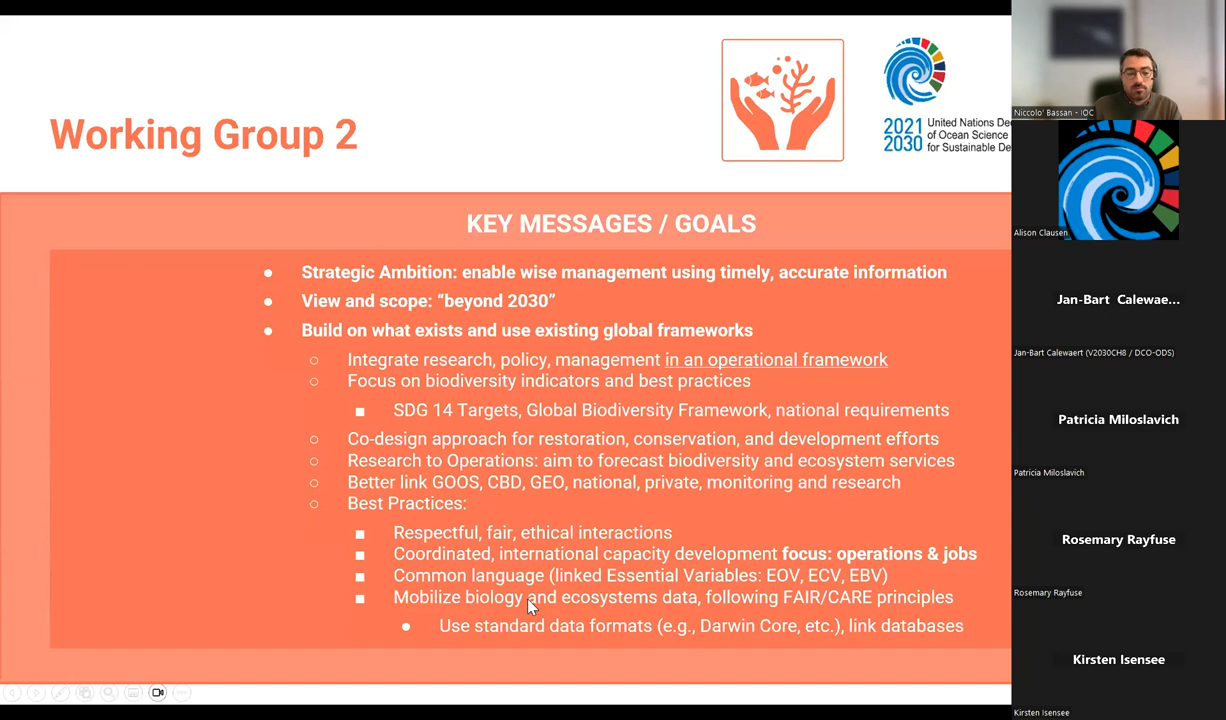 Working Group 2
2021
2030
United Nations De
of Ocean Science
for Sustainable De
KEY MESSAGES / GOALS
● Strategic Ambition: enable wise management using timely, accurate information
● View and scope: “beyond 2030”
● Build on what exists and use existing global frameworks
○ Integrate research, policy, management in an operational framework
○ Focus on biodiversity indicators and best practices
■ SDG 14 Targets, Global Biodiversity Framework, national requirements
○ Co-design approach for restoration, conservation, and development efforts
○ Research to Operations: aim to forecast biodiversity and ecosystem services
○ Better link GOOS, CBD, GEO, national, private, monitoring and research
○ Best Practices:
■ Respectful, fair, ethical interactions
■ Coordinated, international capacity development focus: operations & jobs
■ Common language (linked Essential Variables: EOV, ECV, EBV)
■ Mobilize biology and ecosystems data, following FAIR/CARE principles
● Use standard data formats (e.g., Darwin Core, etc.), link databases
Niccolo' Bassan - IOC
Alison Clausen
Jan-Bart Calewae...
Jan-Bart Calewaert (V2030CH8 / DCO-ODS)
Patricia Miloslavich
Patricia Miloslavich
Rosemary Rayfuse
Rosemary Rayfuse
Kirsten Isensee
Kirsten Isensee